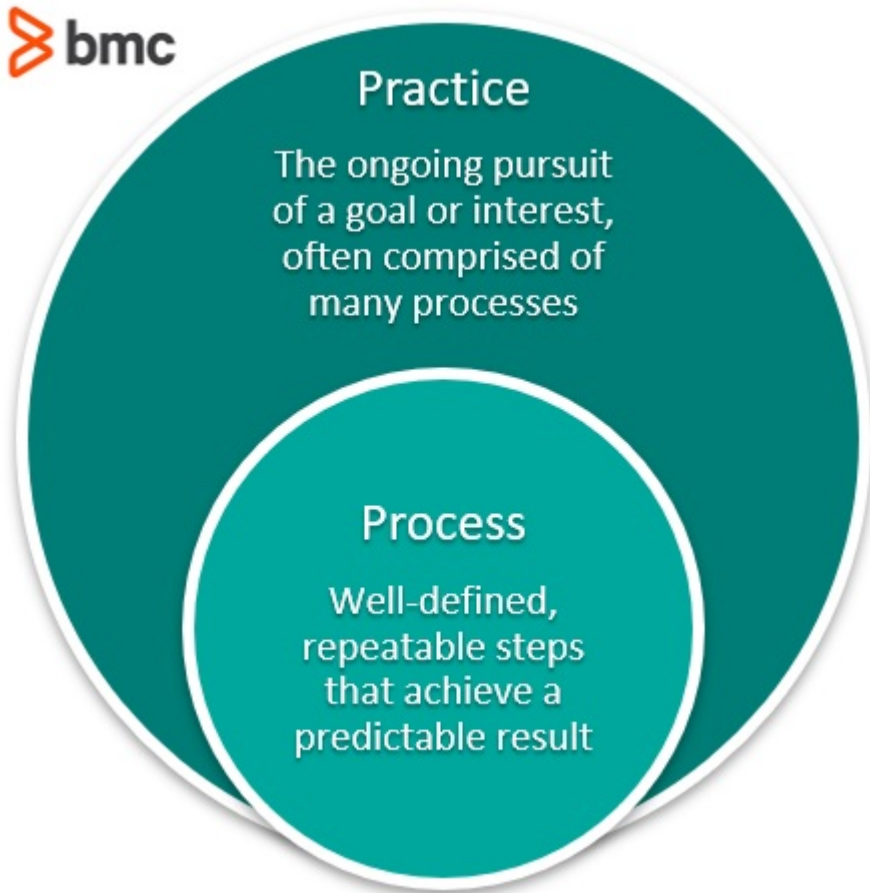 bmc
Practice
The ongoing pursuit
of a goal or interest,
often comprised of
many processes
Process
Well-defined,
repeatable steps
that achieve a
predictable result